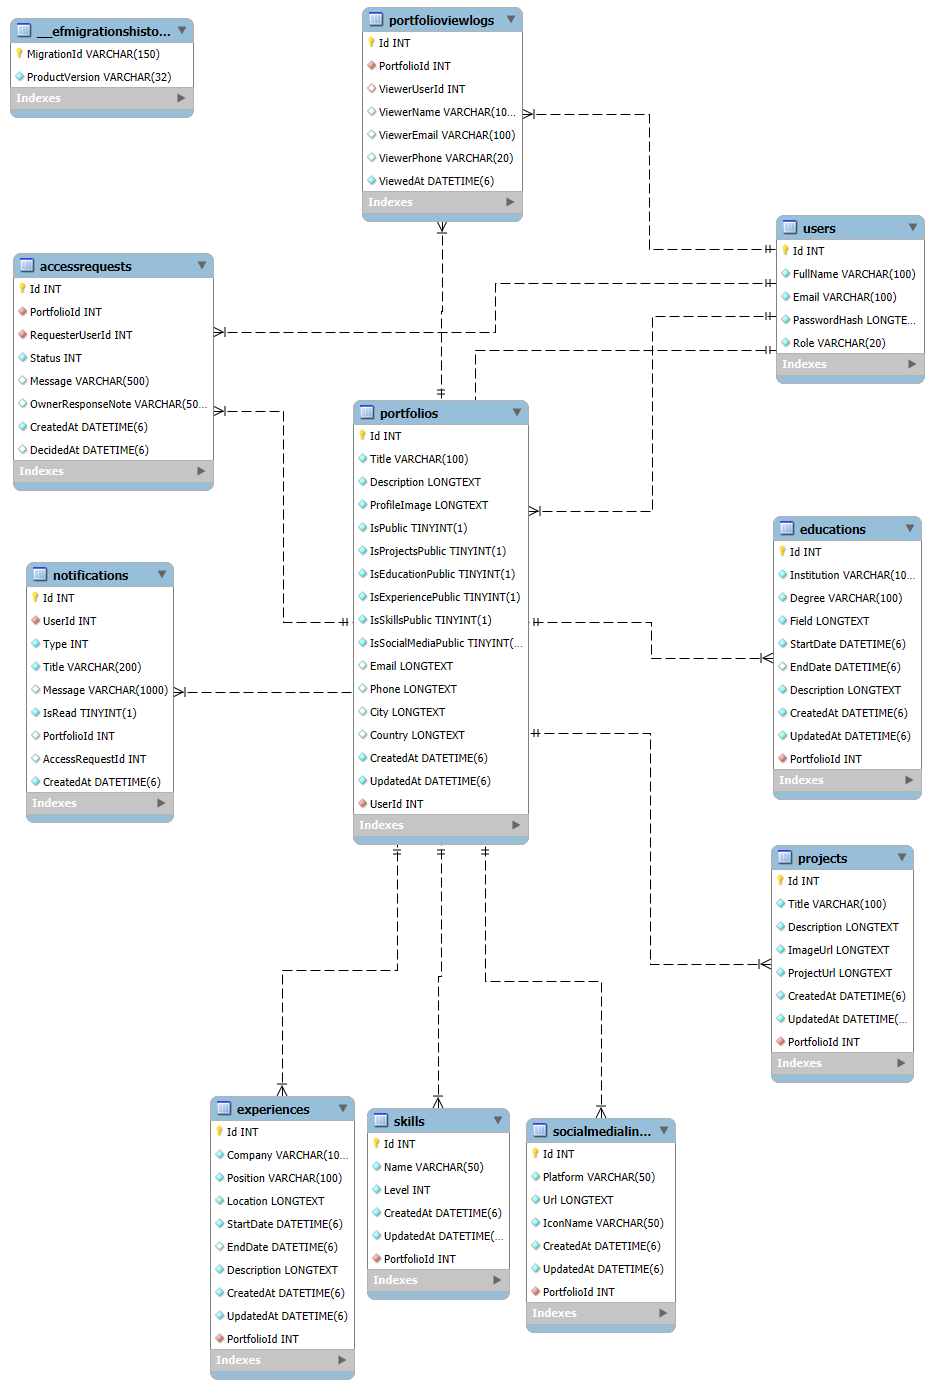 __efmigrationshisto...
MigrationId VARCHAR(150)
ProductVersion VARCHAR(32)
Indexes
portfolioviewlogs
Id INT
PortfolioId INT
ViewerUserId INT
ViewerName VARCHAR(10...
ViewerEmail VARCHAR(100)
ViewerPhone VARCHAR(20)
ViewedAt DATETIME(6)
Indexes
users
Id INT
FullName VARCHAR(100)
Email VARCHAR(100)
PasswordHash LONGTE...
Role VARCHAR(20)
Indexes
accessrequests
Id INT
PortfolioId INT
RequesterUserId INT
Status INT
Message VARCHAR(500)
OwnerResponseNote VARCHAR(50...
CreatedAt DATETIME(6)
DecidedAt DATETIME(6)
Indexes
portfolios
Id INT
Title VARCHAR(100)
Description LONGTEXT
ProfileImage LONGTEXT
IsPublic TINYINT(1)
IsProjectsPublic TINYINT(1)
IsEducationPublic TINYINT(1)
IsExperiencePublic TINYINT(1)
IsSkillsPublic TINYINT(1)
IsSocialMediaPublic TINYINT(...
Email LONGTEXT
Phone LONGTEXT
City LONGTEXT
Country LONGTEXT
CreatedAt DATETIME(6)
UpdatedAt DATETIME(6)
UserId INT
Indexes
educations
Id INT
Institution VARCHAR(10...
Degree VARCHAR(100)
Field LONGTEXT
StartDate DATETIME(6)
EndDate DATETIME(6)
Description LONGTEXT
CreatedAt DATETIME(6)
UpdatedAt DATETIME(6)
PortfolioId INT
Indexes
notifications
Id INT
UserId INT
Type INT
Title VARCHAR(200)
Message VARCHAR(1000)
IsRead TINYINT(1)
PortfolioId INT
AccessRequestId INT
CreatedAt DATETIME(6)
Indexes
projects
Id INT
Title VARCHAR(100)
Description LONGTEXT
ImageUrl LONGTEXT
ProjectUrl LONGTEXT
CreatedAt DATETIME(6)
UpdatedAt DATETIME(...
PortfolioId INT
Indexes
experiences
Id INT
Company VARCHAR(10...
Position VARCHAR(100)
Location LONGTEXT
StartDate DATETIME(6)
EndDate DATETIME(6)
Description LONGTEXT
CreatedAt DATETIME(6)
UpdatedAt DATETIME(6)
PortfolioId INT
Indexes
skills
Id INT
Name VARCHAR(50)
Level INT
CreatedAt DATETIME(6)
UpdatedAt DATETIME(...
PortfolioId INT
Indexes
socialmedialin...
Id INT
Platform VARCHAR(50)
Url LONGTEXT
IconName VARCHAR(50)
CreatedAt DATETIME(6)
UpdatedAt DATETIME(6)
PortfolioId INT
Indexes